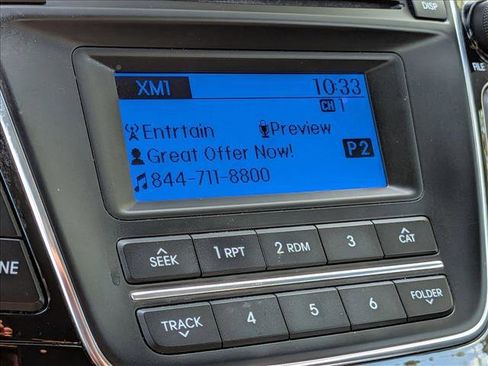 DISP
FILE
XM1 10:33
CH 1
Entrtain Preview
Great Offer Now! P2
844-711-8800
SEEK 1 RPT 2 RDM 3 CAT
NE
TRACK 4 5 6 FOLDER